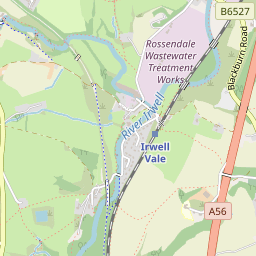 B6527
Rossendale
Wastewater
Treatment
Works
Blackburn Road
River Irwell
Irwell
Vale
A56